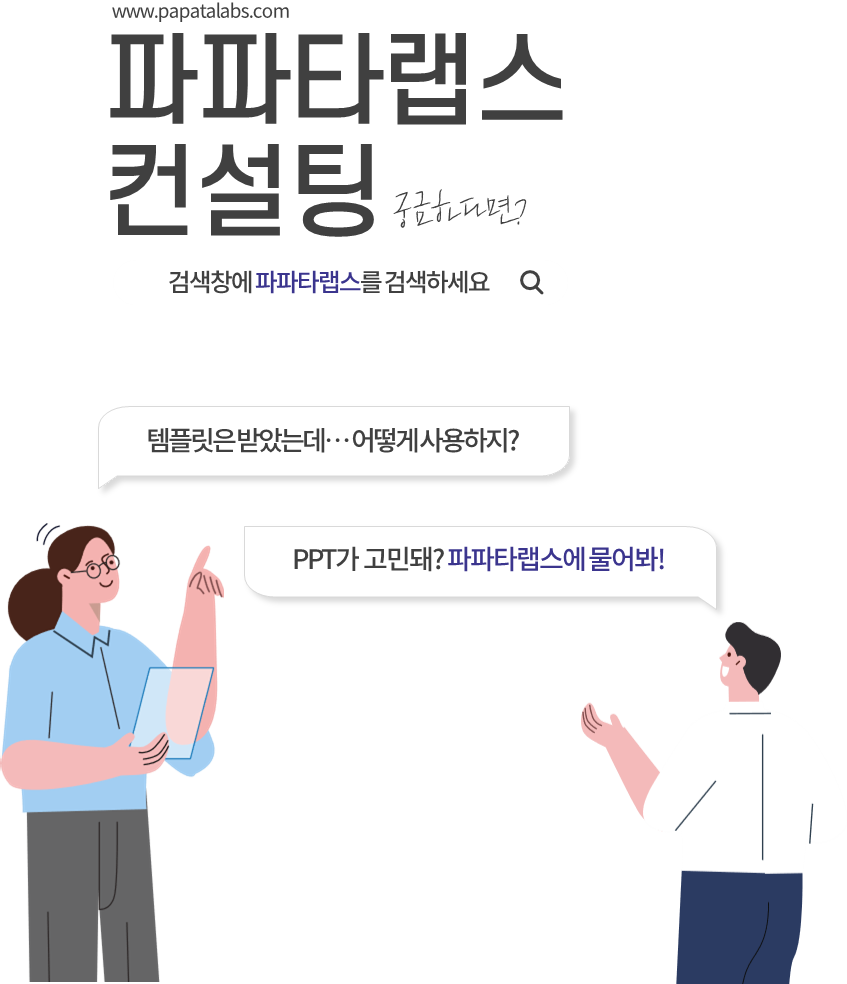 www.papatalabs.com
파파타랩스
컨설팅 궁금하다면?
검색창에 파파타랩스를 검색하세요
템플릿은 받았는데… 어떻게 사용하지?
PPT가 고민돼? 파파타랩스에 물어봐!